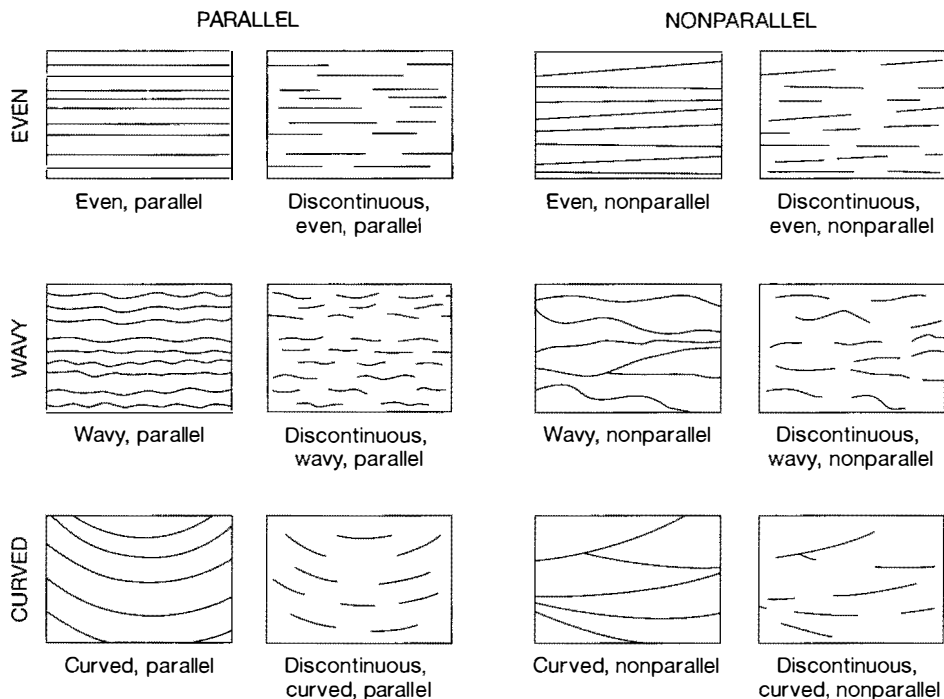 PARALLEL
NONPARALLEL
EVEN
Even, parallel
Discontinuous,
even, parallel
Even, nonparallel
Discontinuous,
even, nonparallel
WAVY
Wavy, parallel
Discontinuous,
wavy, parallel
Wavy, nonparallel
Discontinuous,
wavy, nonparallel
CURVED
Curved, parallel
Discontinuous,
curved, parallel
Curved, nonparallel
Discontinuous,
curved, nonparallel